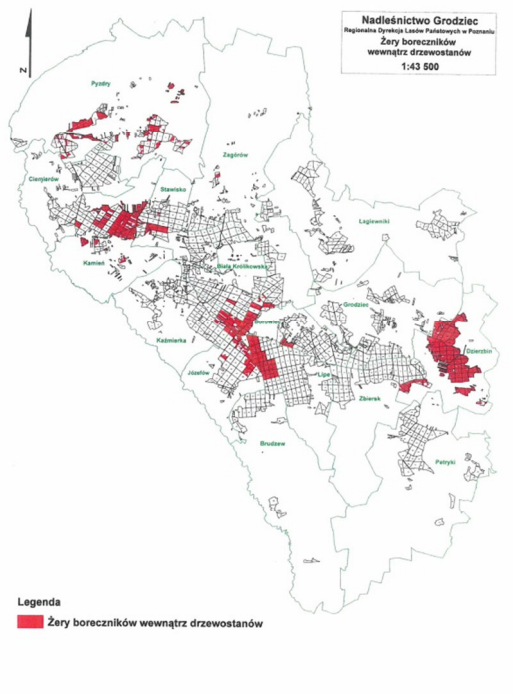 Nadleśnictwo Grodziec
Regionalna Dyrekcja Lasów Państwowych w Poznaniu
Żery boreczników
wewnątrz drzewostanów
1:43 500
N
Pyzdry
Zagórów
Ciemierów
Stawisko
Łagiewniki
Kamień
Biała Królikowska
Grodziec
Kaźmierka
Dzierzbin
Józefów
Lipa
Zbiersk
Brudzew
Petryki
Legenda
Żery boreczników wewnątrz drzewostanów